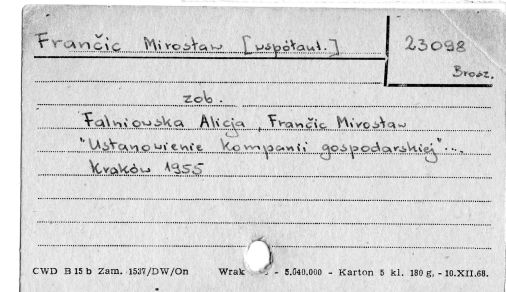 Frančic Mirosław [współaut.]
23098
Brosz.
zob.
Falniowska Alicja, Frančic Mirosław
"Ustanowienie kompanii gospodarskiej"...
Kraków 1955
CWD B 15 b Zam. 1537/DW/On Wrak - 5.040.000 - Karton 5 kl. 180 g. - 10.XII.68.